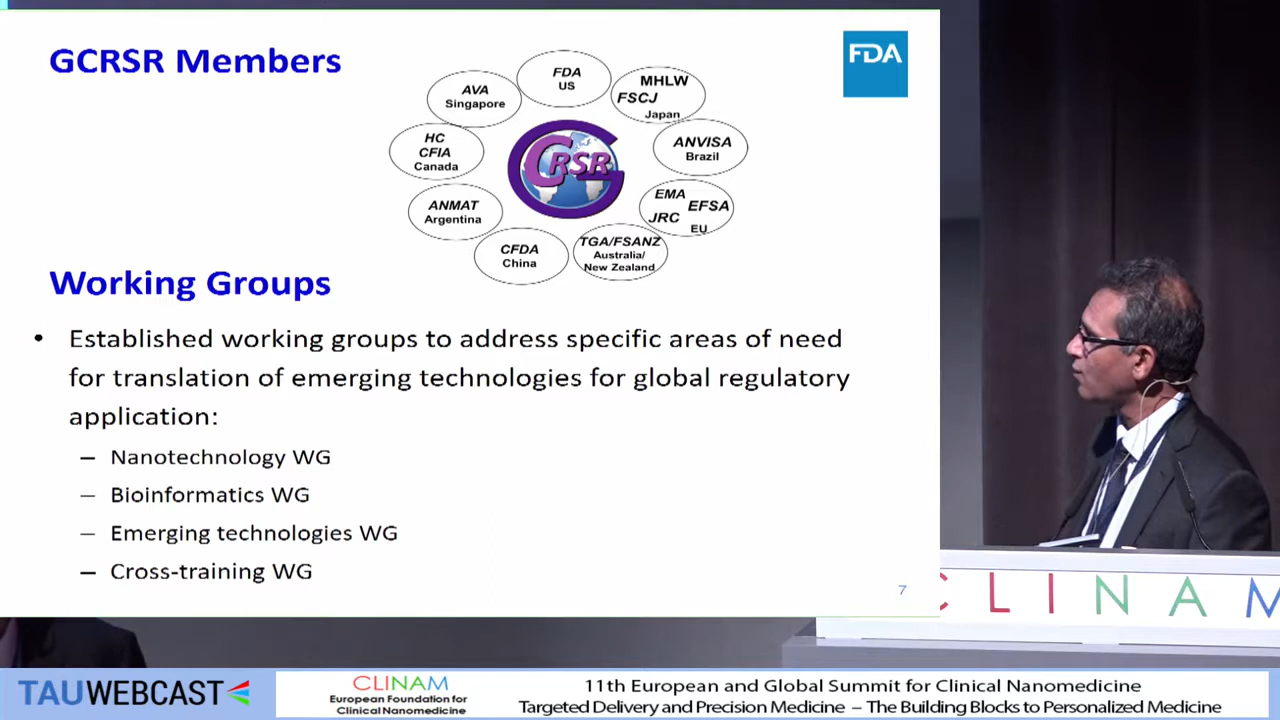 GCRSR Members
FDA
FDA
US
MHLW
FSCJ
Japan
AVA
Singapore
HC
CFIA
Canada
ANVISA
Brazil
GCRSR
EMA
EFSA
JRC
EU
ANMAT
Argentina
CFDA
China
TGA/FSANZ
Australia/
New Zealand
Working Groups
• Established working groups to address specific areas of need
for translation of emerging technologies for global regulatory
application:
– Nanotechnology WG
– Bioinformatics WG
– Emerging technologies WG
– Cross-training WG
7
CLINAM
TAUWEBCAST
CLINAM
European Foundation for
Clinical Nanomedicine
11th European and Global Summit for Clinical Nanomedicine
Targeted Delivery and Precision Medicine – The Building Blocks to Personalized Medicine